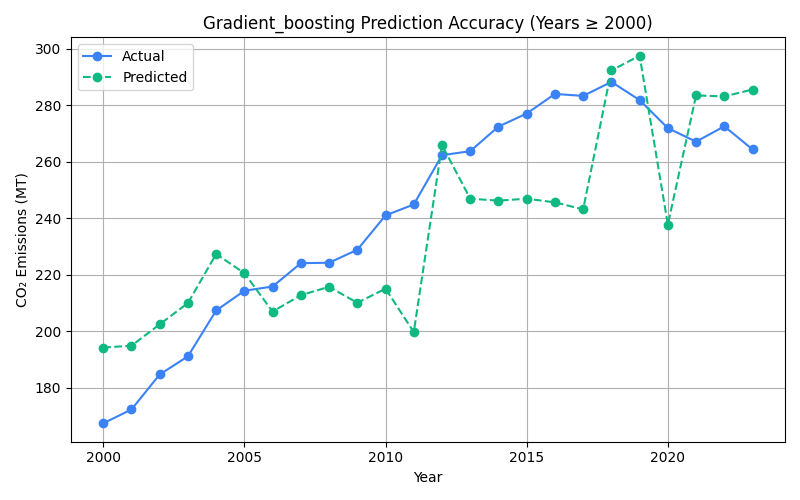 Gradient_boosting Prediction Accuracy (Years ≥ 2000)
Actual
Predicted
300
280
260
240
220
200
180
CO₂ Emissions (MT)
2000
2005
2010
2015
2020
Year